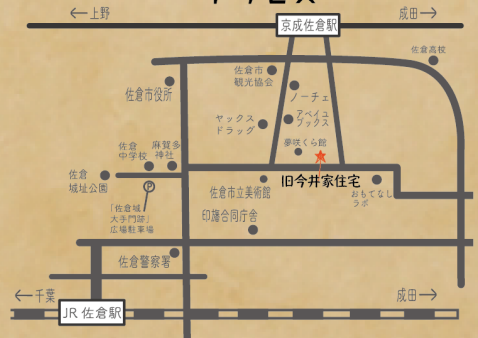 アクセス
←上野
京成佐倉駅
成田→
佐倉高校
佐倉市
観光協会
佐倉市役所
ノーチェ
ヤックス
ドラッグ
アベイユ
ブックス
夢咲くら館
佐倉
中学校
麻賀多
神社
佐倉
城址公園
P
佐倉市立美術館
旧今井家住宅
おもてなし
ラボ
「佐倉城
大手門跡」
広場駐車場
印旛合同庁舎
佐倉警察署
←千葉
成田→
JR 佐倉駅